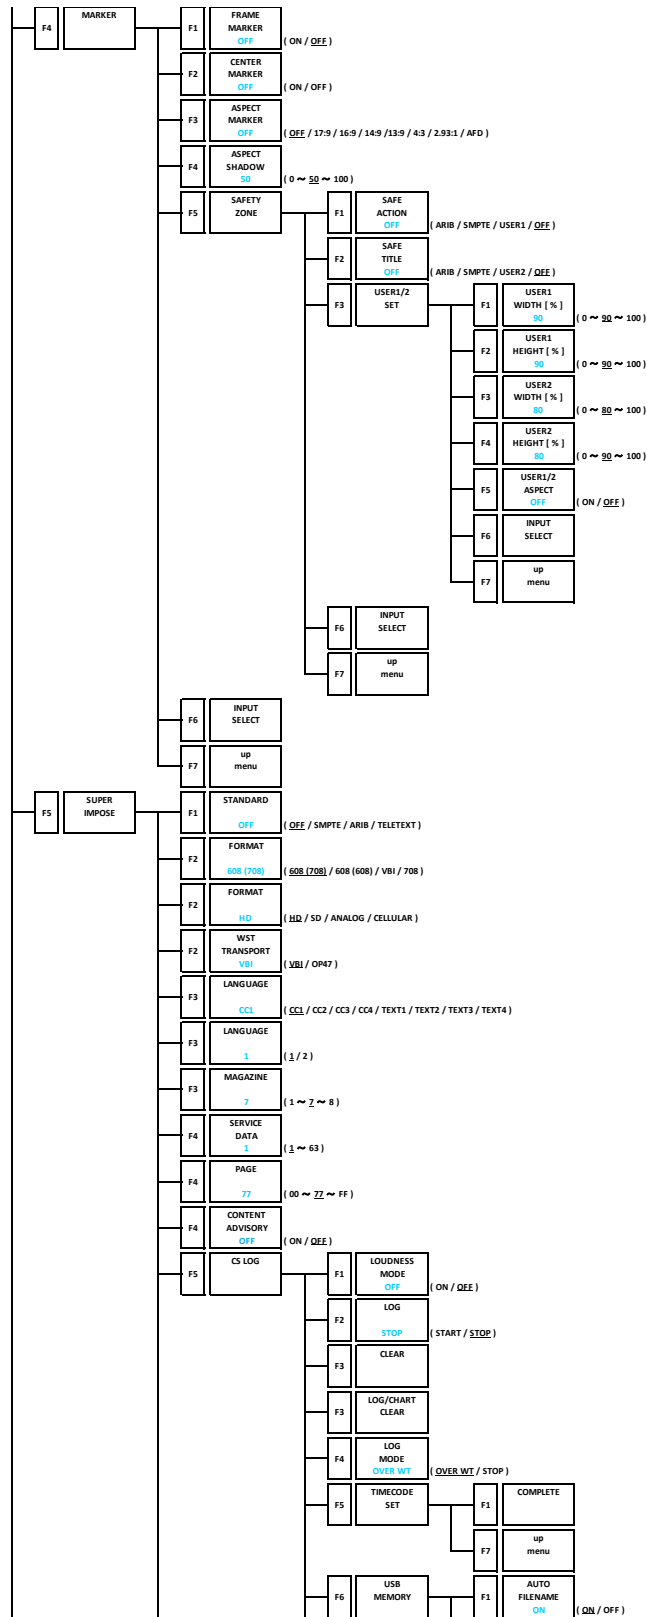 F4
MARKER
F1
FRAME
MARKER
OFF
( ON / OFF )
F2
CENTER
MARKER
OFF
( ON / OFF )
F3
ASPECT
MARKER
OFF
( OFF / 17:9 / 16:9 / 14:9 /13:9 / 4:3 / 2.93:1 / AFD )
F4
ASPECT
SHADOW
50
( 0 ~ 50 ~ 100 )
F5
SAFETY
ZONE
F1
SAFE
ACTION
OFF
( ARIB / SMPTE / USER1 / OFF )
F2
SAFE
TITLE
OFF
( ARIB / SMPTE / USER2 / OFF )
F3
USER1/2
SET
F1
USER1
WIDTH [ % ]
90
( 0 ~ 90 ~ 100 )
F2
USER1
HEIGHT [ % ]
90
( 0 ~ 90 ~ 100 )
F3
USER2
WIDTH [ % ]
80
( 0 ~ 80 ~ 100 )
F4
USER2
HEIGHT [ % ]
80
( 0 ~ 90 ~ 100 )
F5
USER1/2
ASPECT
OFF
( ON / OFF )
F6
INPUT
SELECT
F7
up
menu
F6
INPUT
SELECT
F7
up
menu
F6
INPUT
SELECT
F7
up
menu
F5
SUPER
IMPOSE
F1
STANDARD
OFF
( OFF / SMPTE / ARIB / TELETEXT )
F2
FORMAT
608 (708)
( 608 (708) / 608 (608) / VBI / 708 )
F2
FORMAT
HD
( HD / SD / ANALOG / CELLULAR )
F2
WST
TRANSPORT
VBI
( VBI / OP47 )
F3
LANGUAGE
CC1
( CC1 / CC2 / CC3 / CC4 / TEXT1 / TEXT2 / TEXT3 / TEXT4 )
F3
LANGUAGE
1
( 1 / 2 )
F3
MAGAZINE
7
( 1 ~ 7 ~ 8 )
F4
SERVICE
DATA
1
( 1 ~ 63 )
F4
PAGE
77
( 00 ~ 77 ~ FF )
F4
CONTENT
ADVISORY
OFF
( ON / OFF )
F5
CS LOG
F1
LOUDNESS
MODE
OFF
( ON / OFF )
F2
LOG
STOP
( START / STOP )
F3
CLEAR
F3
LOG/CHART
CLEAR
F4
LOG
MODE
OVER WT
( OVER WT / STOP )
F5
TIMECODE
SET
F1
COMPLETE
F7
up
menu
F6
USB
MEMORY
F1
AUTO
FILENAME
ON
( ON / OFF )